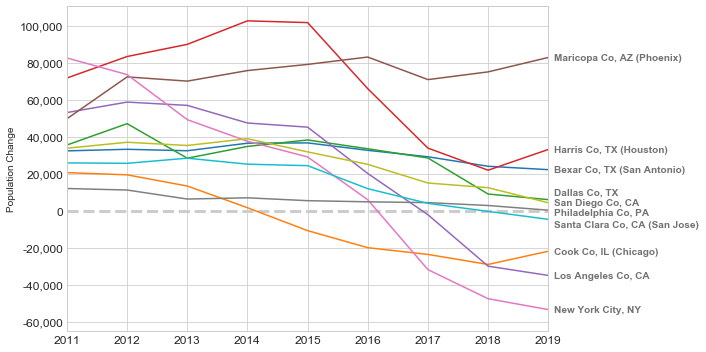 Population Change
100,000
80,000
60,000
40,000
20,000
0
-20,000
-40,000
-60,000
2011 2012 2013 2014 2015 2016 2017 2018 2019
Maricopa Co, AZ (Phoenix)
Harris Co, TX (Houston)
Bexar Co, TX (San Antonio)
Dallas Co, TX
San Diego Co, CA
Philadelphia Co, PA
Santa Clara Co, CA (San Jose)
Cook Co, IL (Chicago)
Los Angeles Co, CA
New York City, NY